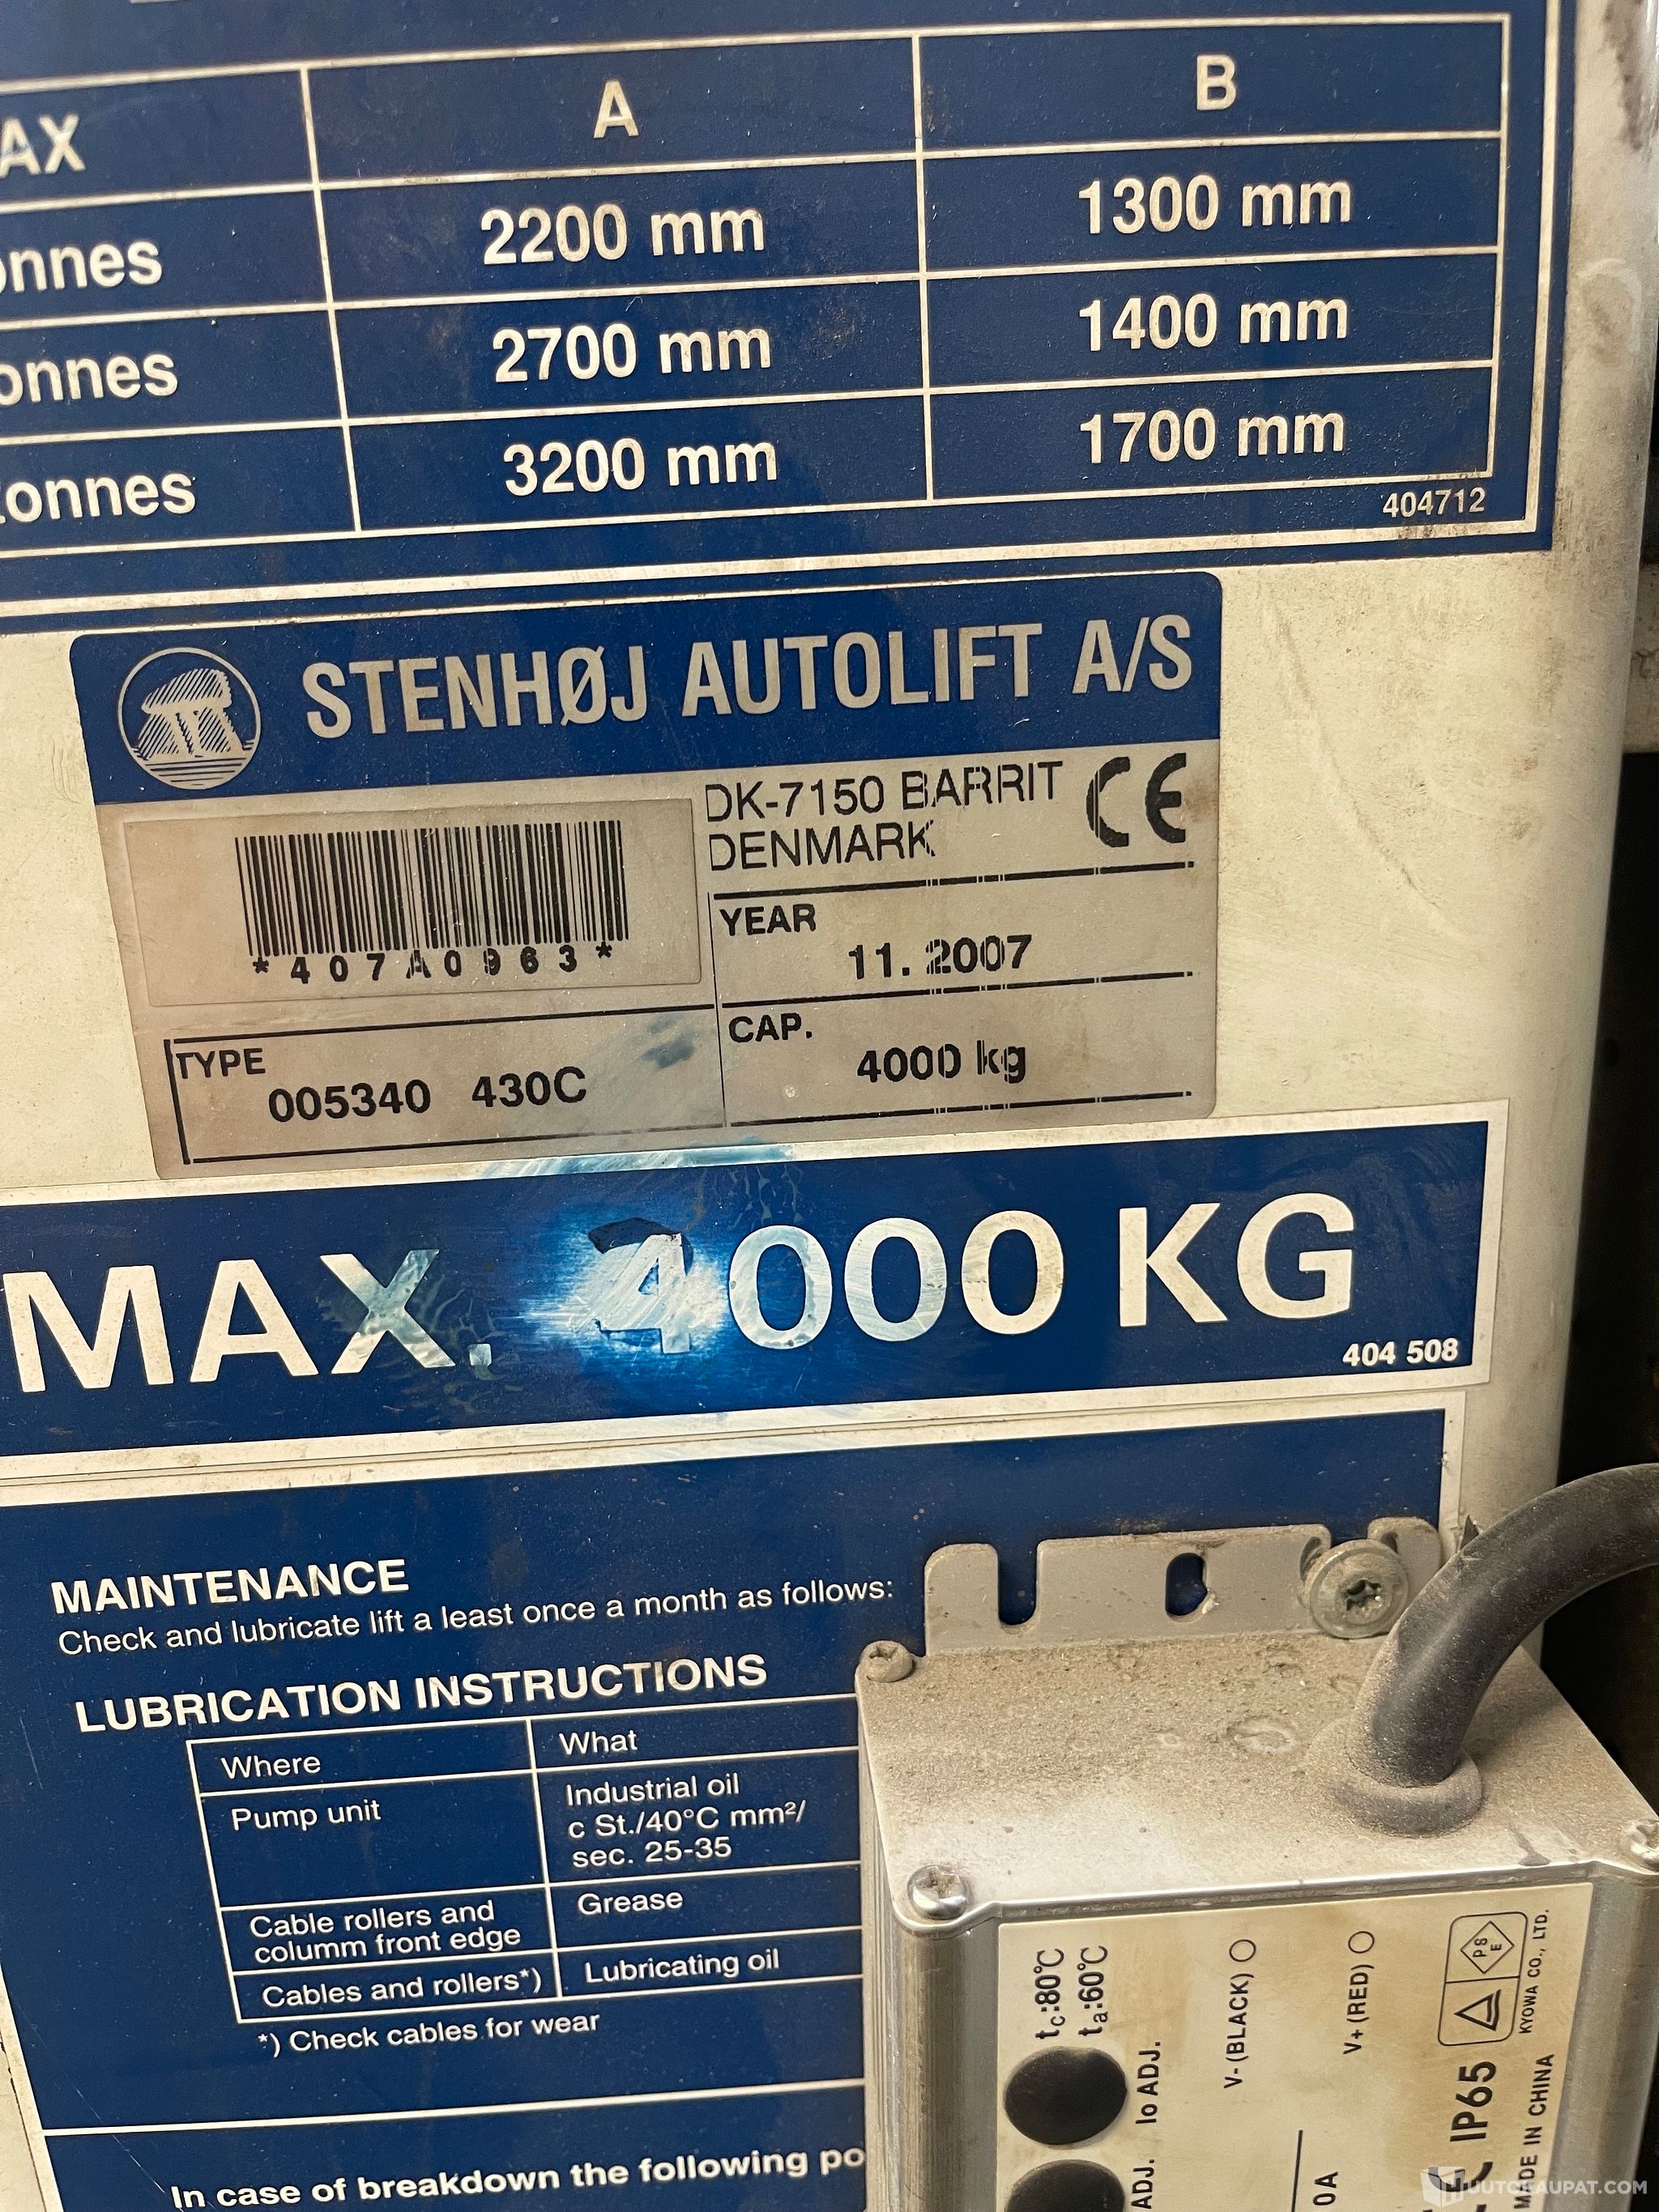 AX A B
onnes 2200 mm 1300 mm
onnes 2700 mm 1400 mm
tonnes 3200 mm 1700 mm
404712
STENHØJ AUTOLIFT A/S
DK-7150 BARRIT
DENMARK
CE
*407A0963*
YEAR
11. 2007
CAP.
4000 kg
TYPE
005340 430C
MAX. 4000 KG
404 508
MAINTENANCE
Check and lubricate lift a least once a month as follows:
LUBRICATION INSTRUCTIONS
Where What
Pump unit Industrial oil
c St./40°C mm²/
sec. 25-35
Cable rollers and
columm front edge Grease
Cables and rollers*) Lubricating oil
*) Check cables for wear
In case of breakdown the following po
tc:80°C
ta:60°C
Io ADJ.
ADJ.
V- (BLACK)
V+ (RED)
0A
PS
E
KYOWA CO., LTD.
IP65
MADE IN CHINA
HUUTOKAUPAT.COM